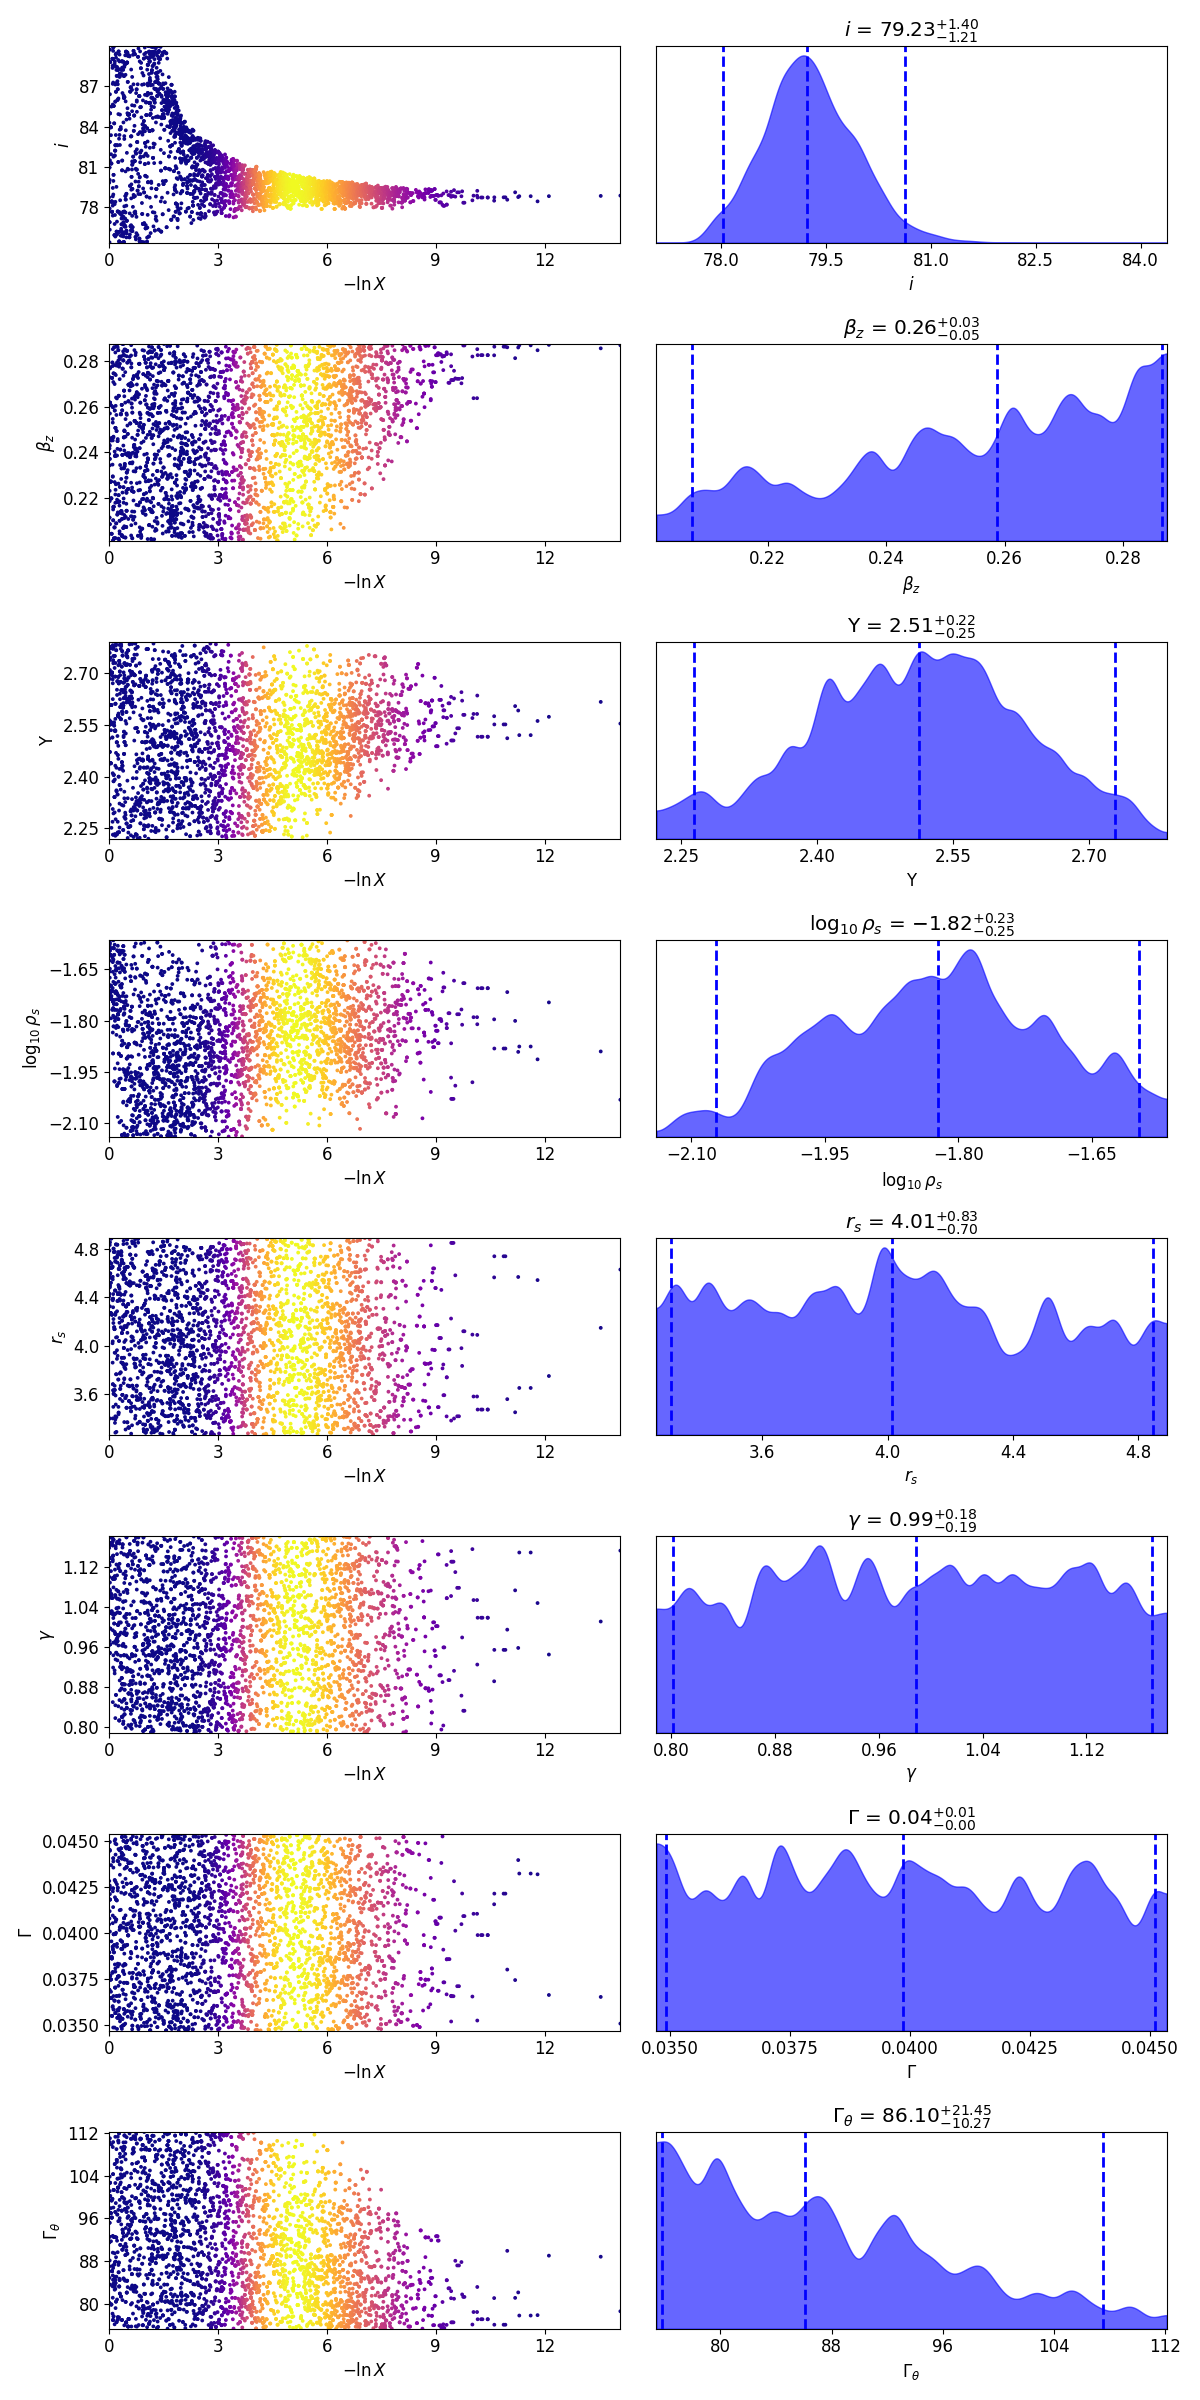 i = 79.23 +1.40 −1.21
87
84
81
78
i
0 3 6 9 12
−ln X
78.0 79.5 81.0 82.5 84.0
i
β_z = 0.26 +0.03 −0.05
0.28
0.26
0.24
0.22
β_z
0 3 6 9 12
−ln X
0.22 0.24 0.26 0.28
β_z
Υ = 2.51 +0.22 −0.25
2.70
2.55
2.40
2.25
Υ
0 3 6 9 12
−ln X
2.25 2.40 2.55 2.70
Υ
log₁₀ ρ_s = −1.82 +0.23 −0.25
−1.65
−1.80
−1.95
−2.10
log₁₀ ρ_s
0 3 6 9 12
−ln X
−2.10 −1.95 −1.80 −1.65
log₁₀ ρ_s
r_s = 4.01 +0.83 −0.70
4.8
4.4
4.0
3.6
r_s
0 3 6 9 12
−ln X
3.6 4.0 4.4 4.8
r_s
γ = 0.99 +0.18 −0.19
1.12
1.04
0.96
0.88
0.80
γ
0 3 6 9 12
−ln X
0.80 0.88 0.96 1.04 1.12
γ
Γ = 0.04 +0.01 −0.00
0.0450
0.0425
0.0400
0.0375
0.0350
Γ
0 3 6 9 12
−ln X
0.0350 0.0375 0.0400 0.0425 0.0450
Γ
Γ_θ = 86.10 +21.45 −10.27
112
104
96
88
80
Γ_θ
0 3 6 9 12
−ln X
80 88 96 104 112
Γ_θ